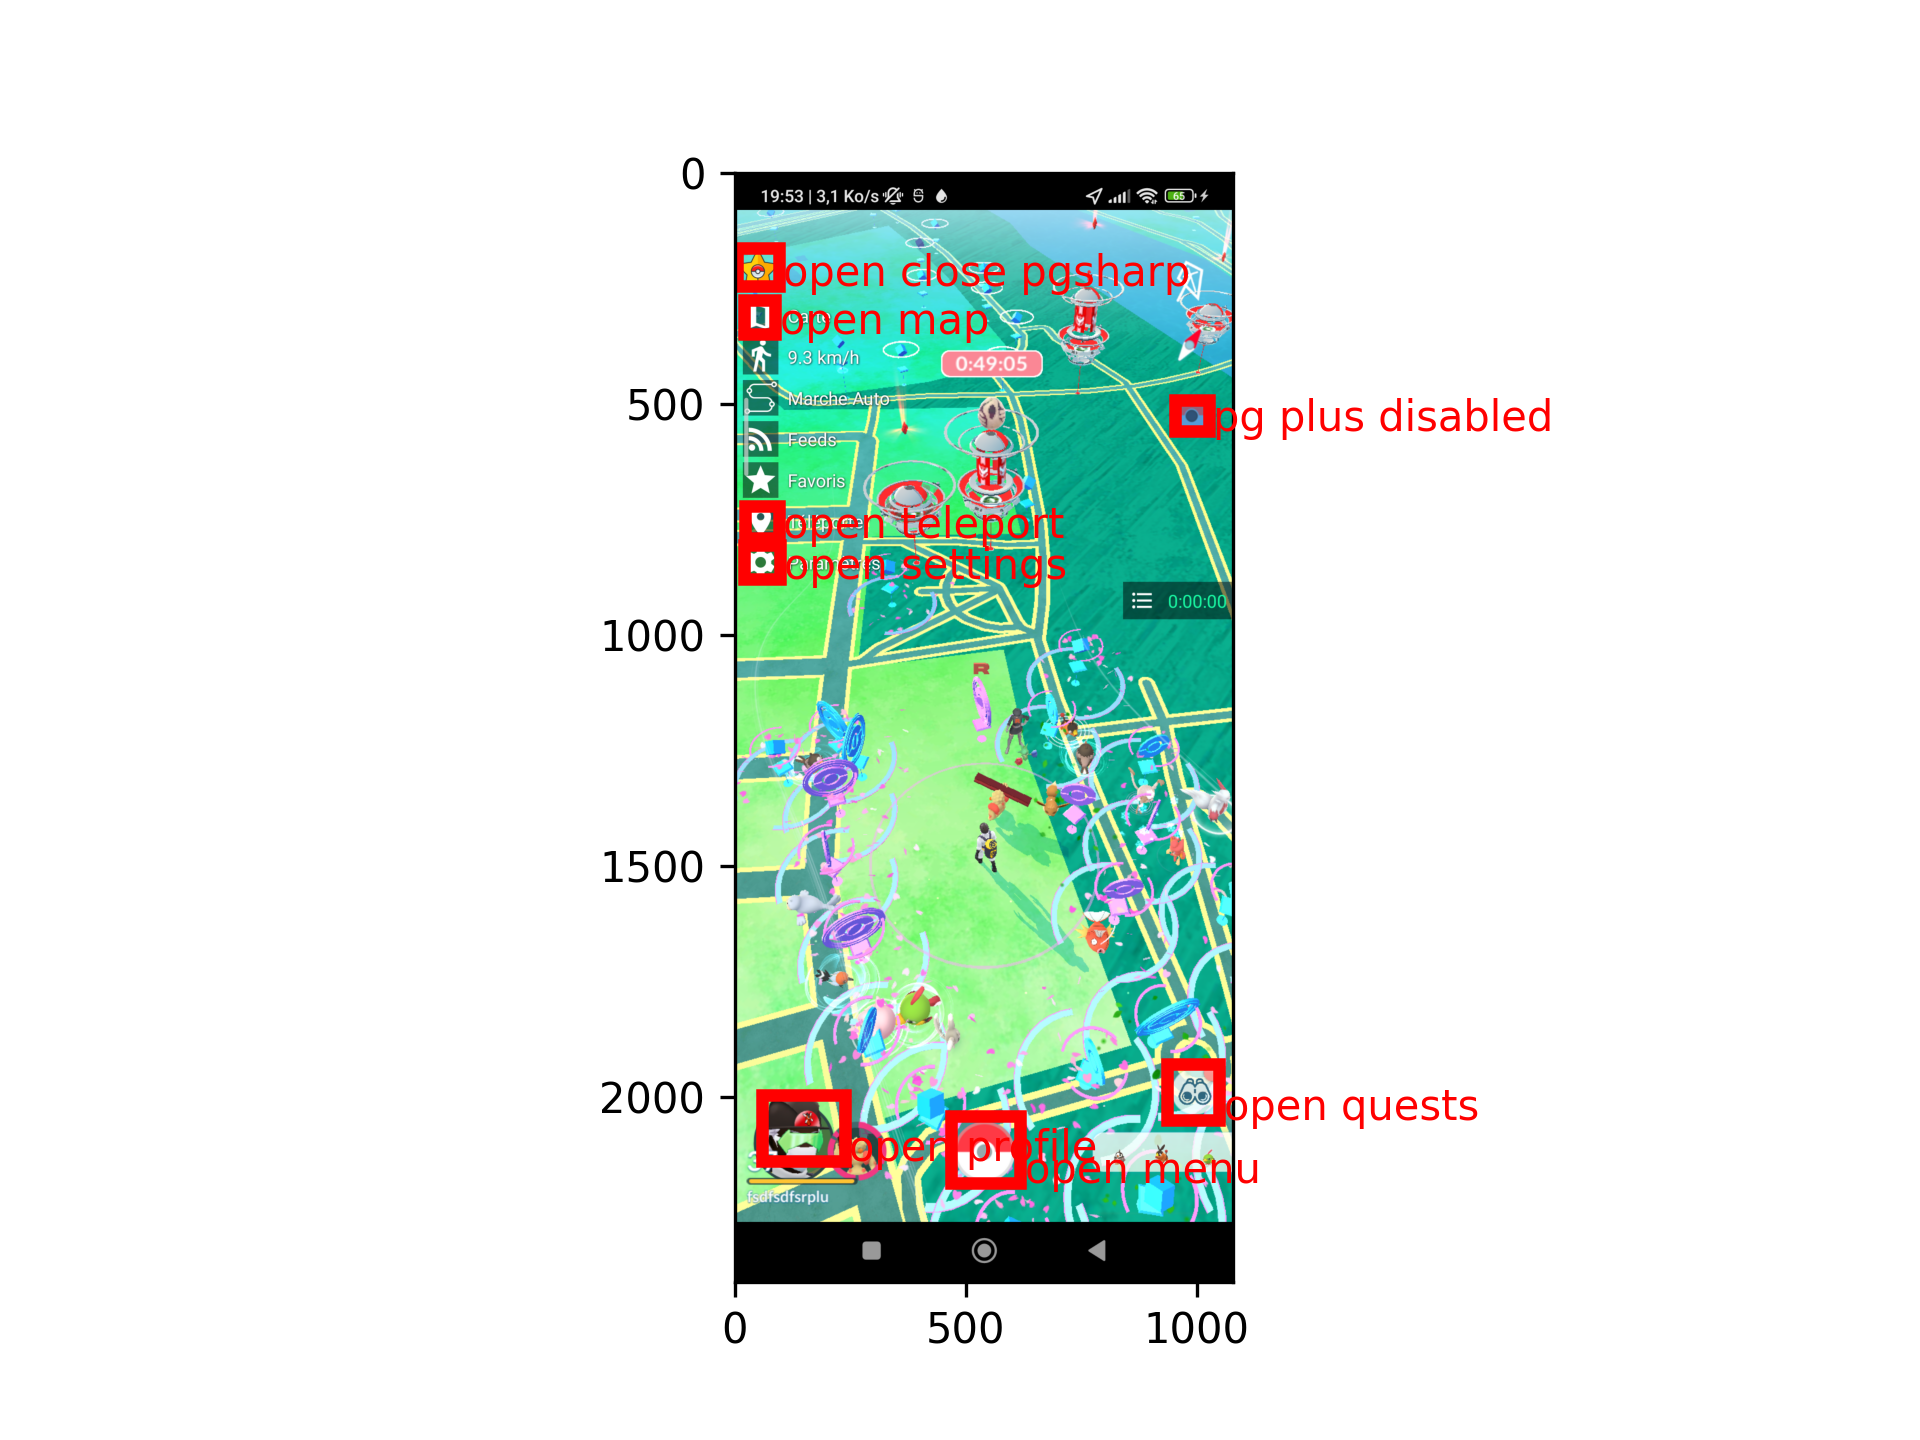 0
19:53 | 3,1 Ko/s
65
open close pgsharp
open map
9.3 km/h
0:49:05
500
Marche Auto
pg plus disabled
Feeds
Favoris
open teleport
open settings
0:00:00
1000
R
1500
2000
open quests
open profile
open menu
fsdfsdfsrplu
0
500
1000